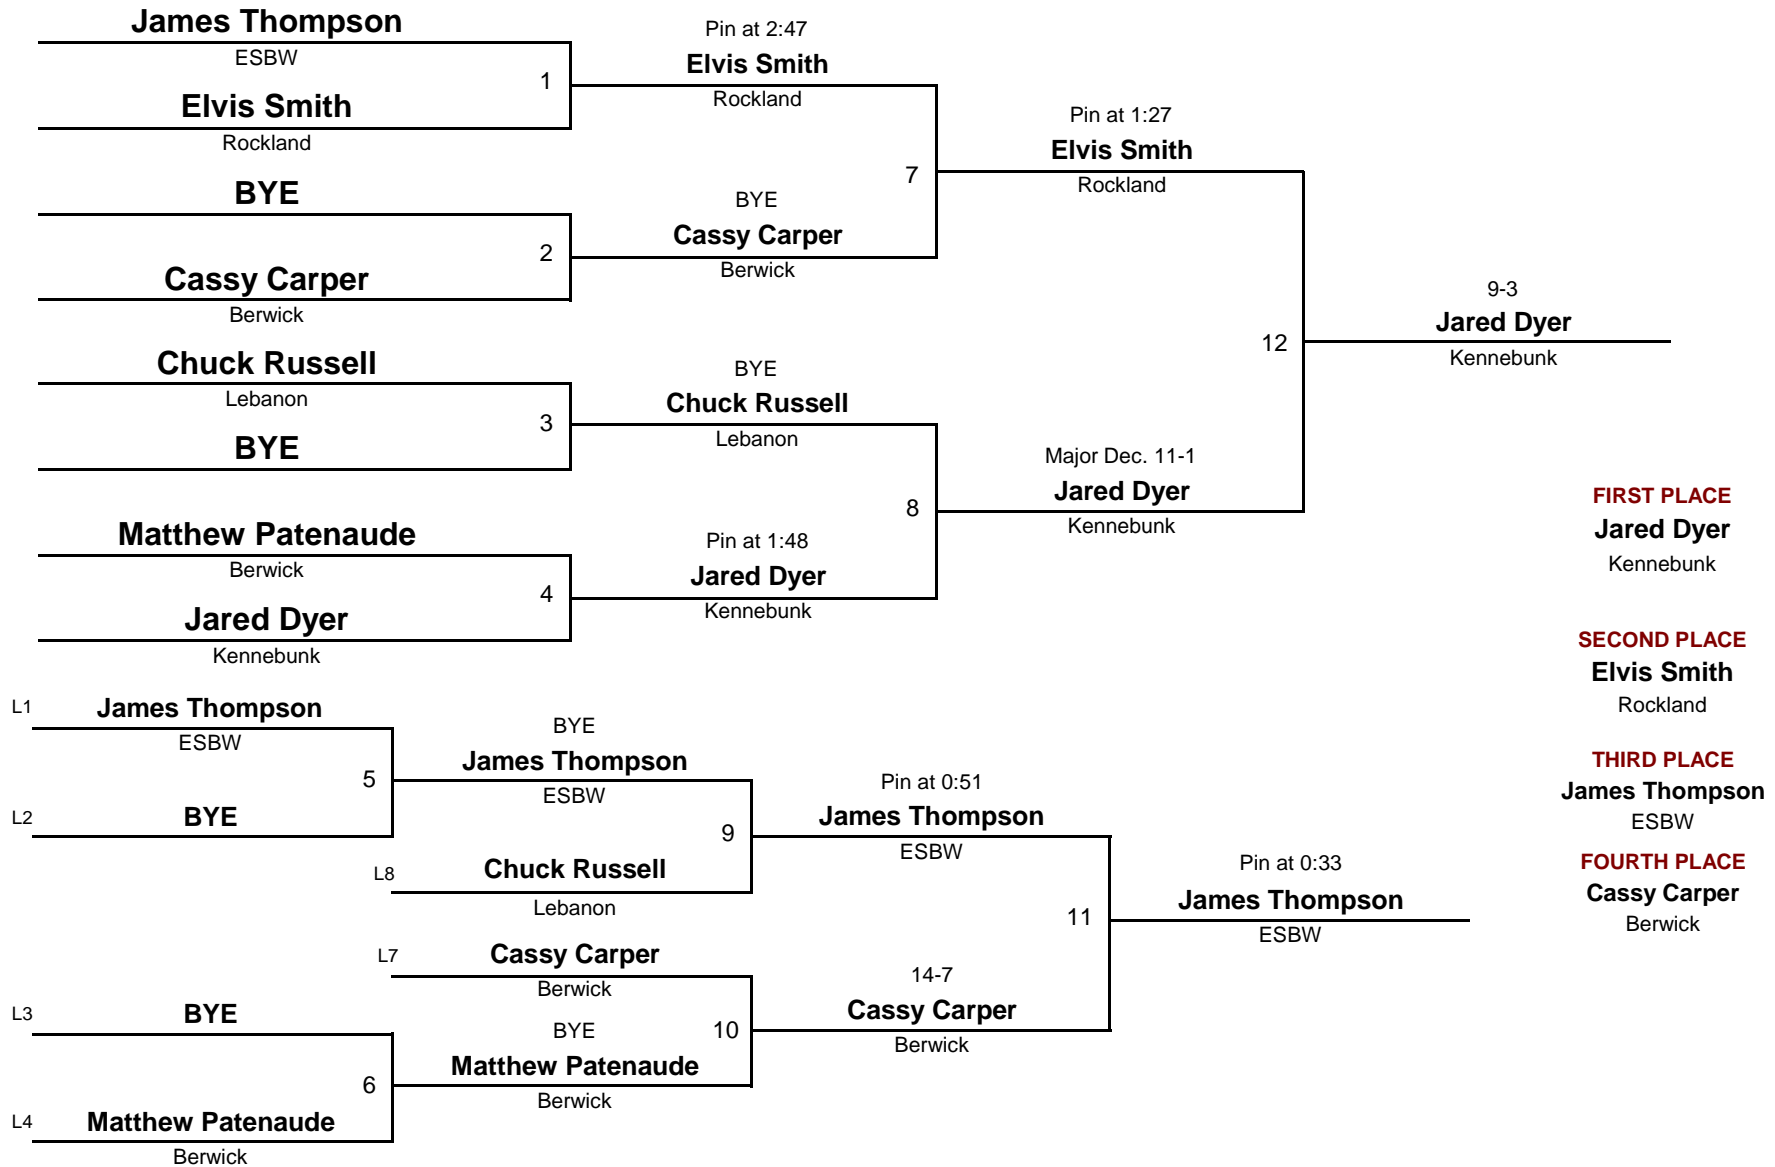 James Thompson
ESBW
1
Elvis Smith
Rockland
BYE
2
Cassy Carper
Berwick
Chuck Russell
Lebanon
3
BYE
Matthew Patenaude
Berwick
4
Jared Dyer
Kennebunk
Pin at 2:47
Elvis Smith
Rockland
7
BYE
Cassy Carper
Berwick
BYE
Chuck Russell
Lebanon
8
Pin at 1:48
Jared Dyer
Kennebunk
Pin at 1:27
Elvis Smith
Rockland
12
Major Dec. 11-1
Jared Dyer
Kennebunk
9-3
Jared Dyer
Kennebunk
L1
James Thompson
ESBW
5
L2
BYE
L3
BYE
6
L4
Matthew Patenaude
Berwick
BYE
James Thompson
ESBW
9
L8
Chuck Russell
Lebanon
L7
Cassy Carper
Berwick
10
BYE
Matthew Patenaude
Berwick
Pin at 0:51
James Thompson
ESBW
11
14-7
Cassy Carper
Berwick
Pin at 0:33
James Thompson
ESBW
FIRST PLACE
Jared Dyer
Kennebunk
SECOND PLACE
Elvis Smith
Rockland
THIRD PLACE
James Thompson
ESBW
FOURTH PLACE
Cassy Carper
Berwick